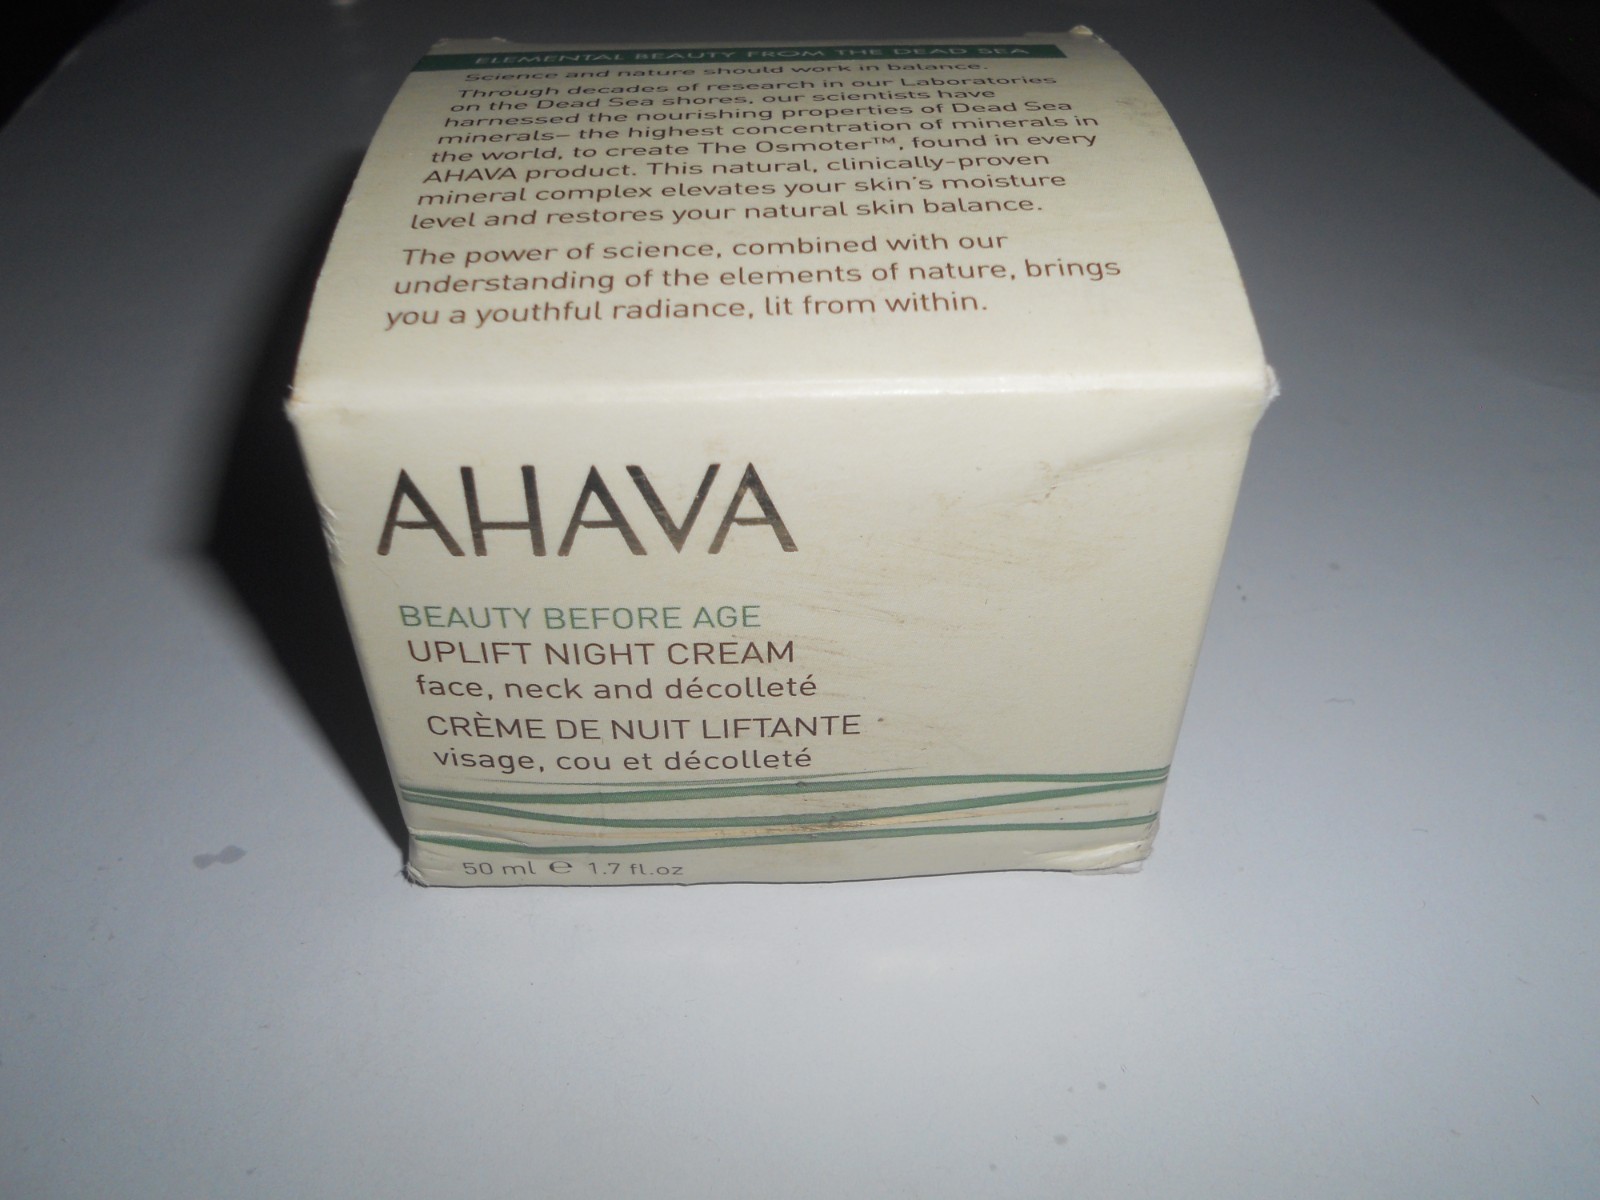 ELEMENTAL BEAUTY FROM THE DEAD SEA
Science and nature should work in balance.
Through decades of research in our Laboratories
on the Dead Sea shores, our scientists have
harnessed the nourishing properties of Dead Sea
minerals– the highest concentration of minerals in
the world, to create The Osmoter™, found in every
AHAVA product. This natural, clinically-proven
mineral complex elevates your skin's moisture
level and restores your natural skin balance.
The power of science, combined with our
understanding of the elements of nature, brings
you a youthful radiance, lit from within.
AHAVA
BEAUTY BEFORE AGE
UPLIFT NIGHT CREAM
face, neck and décolleté
CRÈME DE NUIT LIFTANTE
visage, cou et décolleté
50 ml ℮ 1.7 fl.oz